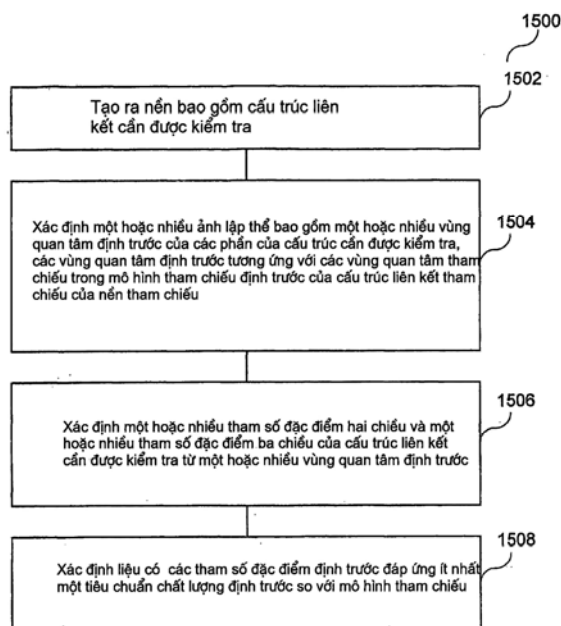 1500
1502
Tạo ra nền bao gồm cấu trúc liên
kết cần được kiểm tra
1504
Xác định một hoặc nhiều ảnh lập thể bao gồm một hoặc nhiều vùng
quan tâm định trước của các phần của cấu trúc cần được kiểm tra,
các vùng quan tâm định trước tương ứng với các vùng quan tâm tham
chiếu trong mô hình tham chiếu định trước của cấu trúc liên kết tham
chiếu của nền tham chiếu
1506
Xác định một hoặc nhiều tham số đặc điểm hai chiều và một
hoặc nhiều tham số đặc điểm ba chiều của cấu trúc liên kết
cần được kiểm tra từ một hoặc nhiều vùng quan tâm định trước
1508
Xác định liệu có các tham số đặc điểm định trước đáp ứng ít nhất
một tiêu chuẩn chất lượng định trước so với mô hình tham chiếu